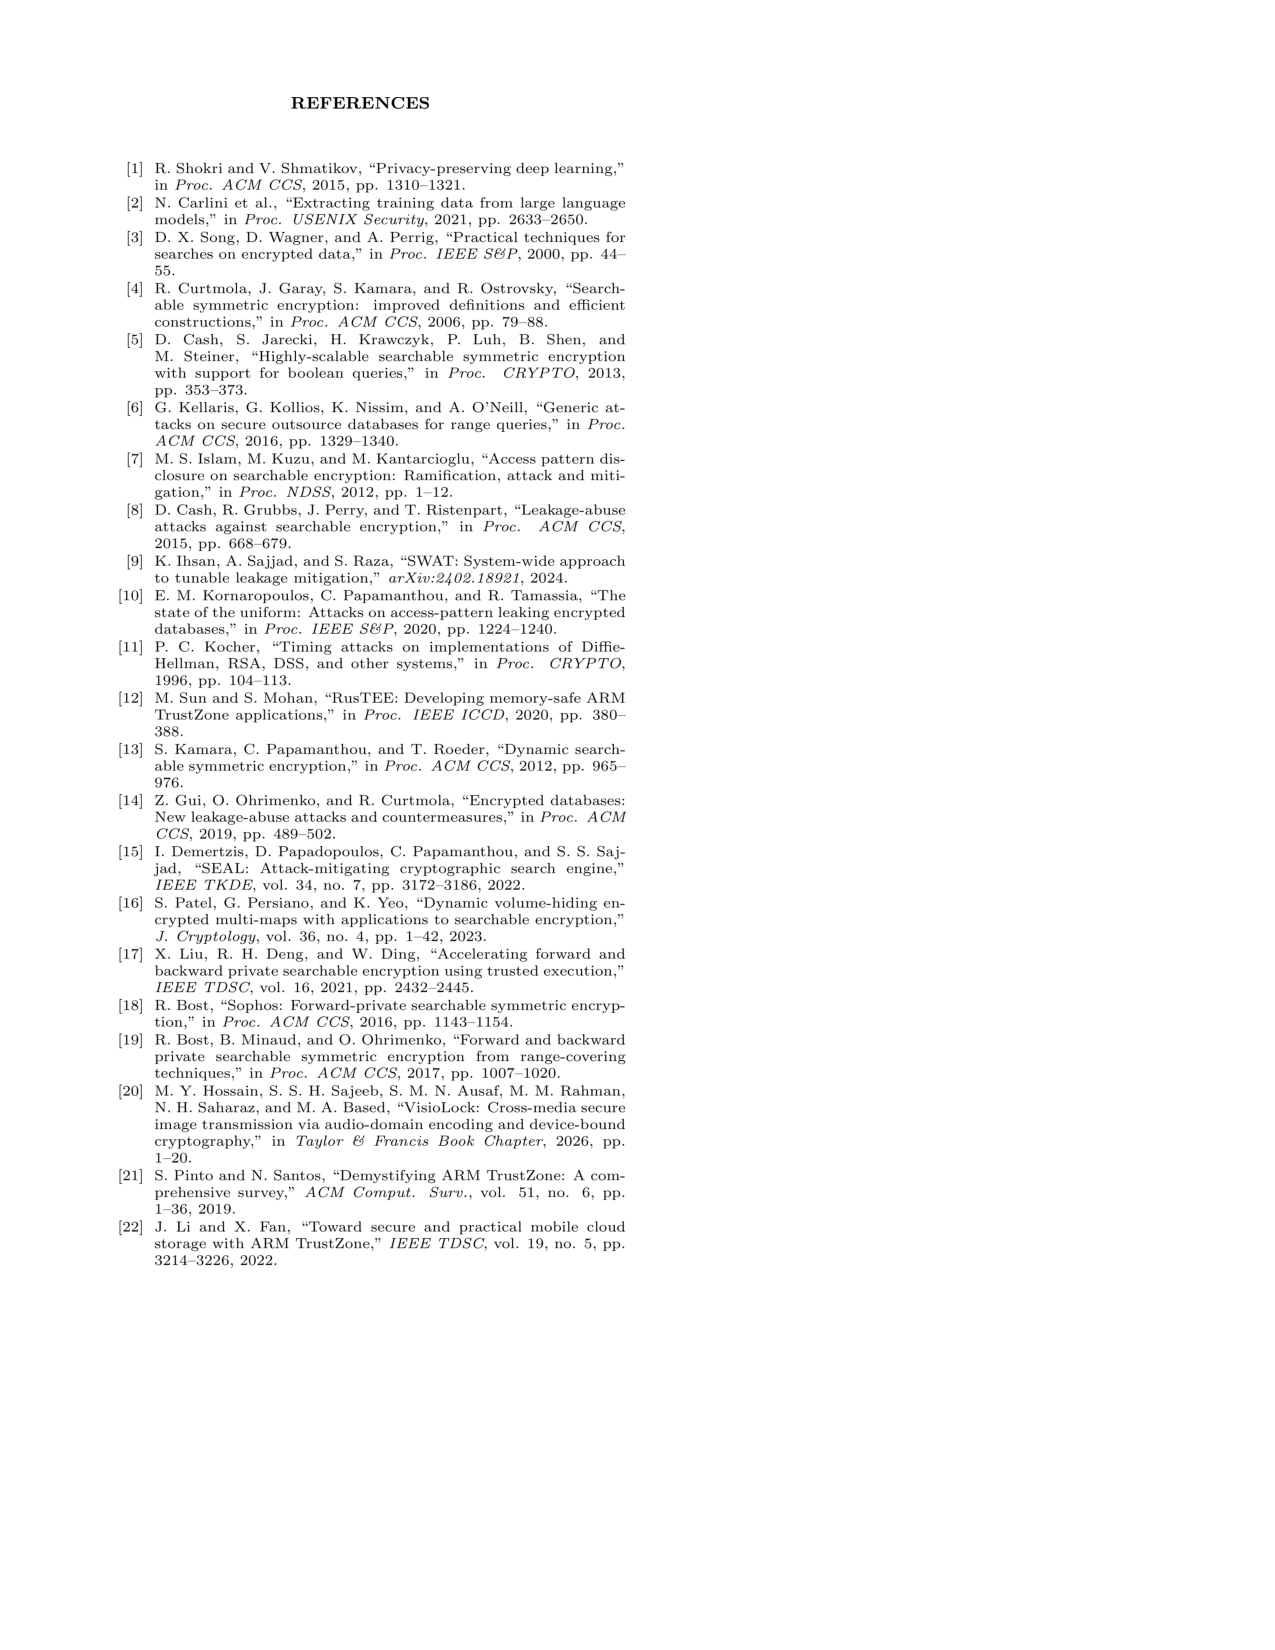 REFERENCES
[1] R. Shokri and V. Shmatikov, “Privacy-preserving deep learning,”
in Proc. ACM CCS, 2015, pp. 1310–1321.
[2] N. Carlini et al., “Extracting training data from large language
models,” in Proc. USENIX Security, 2021, pp. 2633–2650.
[3] D. X. Song, D. Wagner, and A. Perrig, “Practical techniques for
searches on encrypted data,” in Proc. IEEE S&P, 2000, pp. 44–
55.
[4] R. Curtmola, J. Garay, S. Kamara, and R. Ostrovsky, “Search-
able symmetric encryption: improved definitions and efficient
constructions,” in Proc. ACM CCS, 2006, pp. 79–88.
[5] D. Cash, S. Jarecki, H. Krawczyk, P. Luh, B. Shen, and
M. Steiner, “Highly-scalable searchable symmetric encryption
with support for boolean queries,” in Proc. CRYPTO, 2013,
pp. 353–373.
[6] G. Kellaris, G. Kollios, K. Nissim, and A. O’Neill, “Generic at-
tacks on secure outsource databases for range queries,” in Proc.
ACM CCS, 2016, pp. 1329–1340.
[7] M. S. Islam, M. Kuzu, and M. Kantarcioglu, “Access pattern dis-
closure on searchable encryption: Ramification, attack and miti-
gation,” in Proc. NDSS, 2012, pp. 1–12.
[8] D. Cash, R. Grubbs, J. Perry, and T. Ristenpart, “Leakage-abuse
attacks against searchable encryption,” in Proc. ACM CCS,
2015, pp. 668–679.
[9] K. Ihsan, A. Sajjad, and S. Raza, “SWAT: System-wide approach
to tunable leakage mitigation,” arXiv:2402.18921, 2024.
[10] E. M. Kornaropoulos, C. Papamanthou, and R. Tamassia, “The
state of the uniform: Attacks on access-pattern leaking encrypted
databases,” in Proc. IEEE S&P, 2020, pp. 1224–1240.
[11] P. C. Kocher, “Timing attacks on implementations of Diffie-
Hellman, RSA, DSS, and other systems,” in Proc. CRYPTO,
1996, pp. 104–113.
[12] M. Sun and S. Mohan, “RusTEE: Developing memory-safe ARM
TrustZone applications,” in Proc. IEEE ICCD, 2020, pp. 380–
388.
[13] S. Kamara, C. Papamanthou, and T. Roeder, “Dynamic search-
able symmetric encryption,” in Proc. ACM CCS, 2012, pp. 965–
976.
[14] Z. Gui, O. Ohrimenko, and R. Curtmola, “Encrypted databases:
New leakage-abuse attacks and countermeasures,” in Proc. ACM
CCS, 2019, pp. 489–502.
[15] I. Demertzis, D. Papadopoulos, C. Papamanthou, and S. S. Saj-
jad, “SEAL: Attack-mitigating cryptographic search engine,”
IEEE TKDE, vol. 34, no. 7, pp. 3172–3186, 2022.
[16] S. Patel, G. Persiano, and K. Yeo, “Dynamic volume-hiding en-
crypted multi-maps with applications to searchable encryption,”
J. Cryptology, vol. 36, no. 4, pp. 1–42, 2023.
[17] X. Liu, R. H. Deng, and W. Ding, “Accelerating forward and
backward private searchable encryption using trusted execution,”
IEEE TDSC, vol. 16, 2021, pp. 2432–2445.
[18] R. Bost, “Sophos: Forward-private searchable symmetric encryp-
tion,” in Proc. ACM CCS, 2016, pp. 1143–1154.
[19] R. Bost, B. Minaud, and O. Ohrimenko, “Forward and backward
private searchable symmetric encryption from range-covering
techniques,” in Proc. ACM CCS, 2017, pp. 1007–1020.
[20] M. Y. Hossain, S. S. H. Sajeeb, S. M. N. Ausaf, M. M. Rahman,
N. H. Saharaz, and M. A. Based, “VisioLock: Cross-media secure
image transmission via audio-domain encoding and device-bound
cryptography,” in Taylor & Francis Book Chapter, 2026, pp.
1–20.
[21] S. Pinto and N. Santos, “Demystifying ARM TrustZone: A com-
prehensive survey,” ACM Comput. Surv., vol. 51, no. 6, pp.
1–36, 2019.
[22] J. Li and X. Fan, “Toward secure and practical mobile cloud
storage with ARM TrustZone,” IEEE TDSC, vol. 19, no. 5, pp.
3214–3226, 2022.